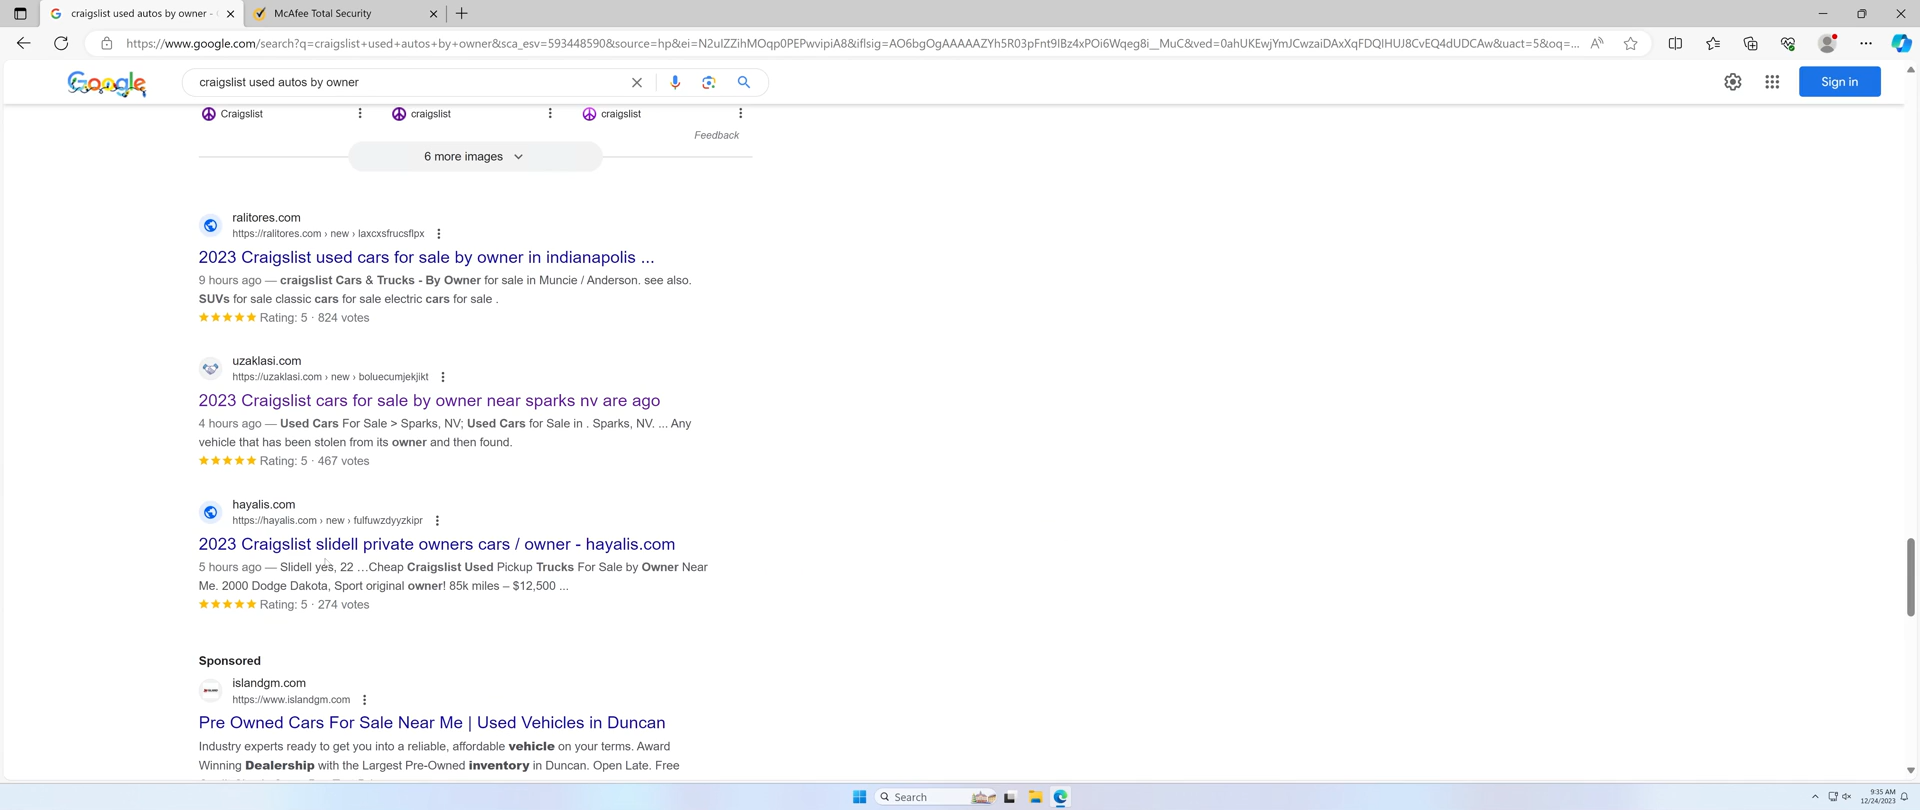 craigslist used autos by owner - 
McAfee Total Security
https://www.google.com/search?q=craigslist+used+autos+by+owner&sca_esv=593448590&source=hp&ei=N2uIZZihMOqp0PEPwvipiA8&iflsig=AO6bgOgAAAAAZYh5R03pFnt9IBz4xPOi6Wqeg8i__MuC&ved=0ahUKEwjYmJCwzaiDAxXqFDQIHUJ8CvEQ4dUDCAw&uact=5&oq=...
Google
craigslist used autos by owner
Sign in
Craigslist
craigslist
craigslist
Feedback
6 more images
ralitores.com
https://ralitores.com › new › laxcxsfrucsflpx
2023 Craigslist used cars for sale by owner in indianapolis ...
9 hours ago — craigslist Cars & Trucks - By Owner for sale in Muncie / Anderson. see also.
SUVs for sale classic cars for sale electric cars for sale .
Rating: 5 · 824 votes
uzaklasi.com
https://uzaklasi.com › new › boluecumjekjikt
2023 Craigslist cars for sale by owner near sparks nv are ago
4 hours ago — Used Cars For Sale > Sparks, NV; Used Cars for Sale in . Sparks, NV. ... Any
vehicle that has been stolen from its owner and then found.
Rating: 5 · 467 votes
hayalis.com
https://hayalis.com › new › fulfuwzdyyzkipr
2023 Craigslist slidell private owners cars / owner - hayalis.com
5 hours ago — Slidell yes, 22 ...Cheap Craigslist Used Pickup Trucks For Sale by Owner Near
Me. 2000 Dodge Dakota, Sport original owner! 85k miles – $12,500 ...
Rating: 5 · 274 votes
Sponsored
islandgm.com
https://www.islandgm.com
Pre Owned Cars For Sale Near Me | Used Vehicles in Duncan
Industry experts ready to get you into a reliable, affordable vehicle on your terms. Award
Winning Dealership with the Largest Pre-Owned inventory in Duncan. Open Late. Free
Search
9:35 AM
12/24/2023